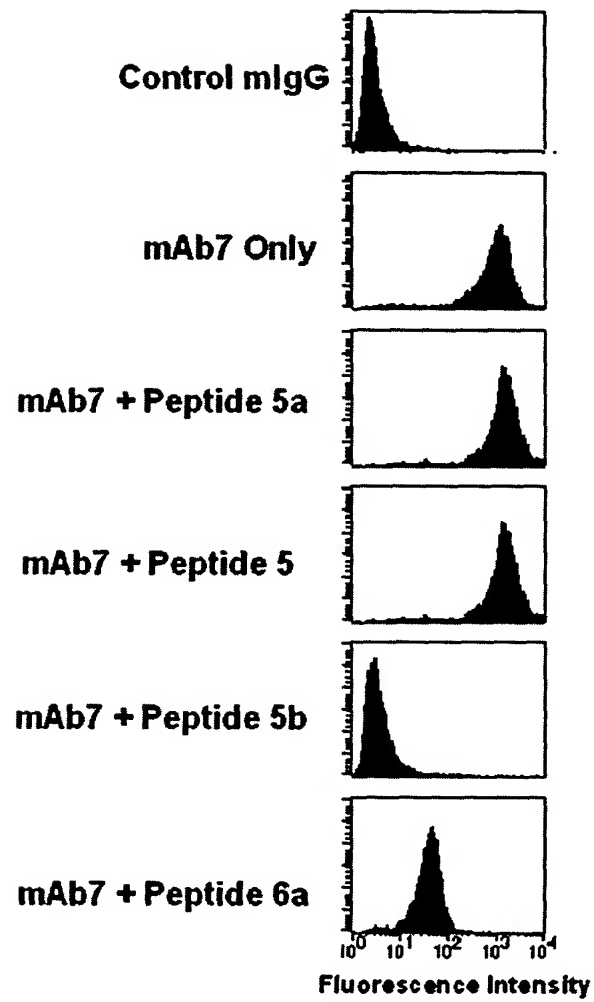 Control mIgG
mAb7 Only
mAb7 + Peptide 5a
mAb7 + Peptide 5
mAb7 + Peptide 5b
mAb7 + Peptide 6a
10⁰ 10¹ 10² 10³ 10⁴
Fluorescence Intensity